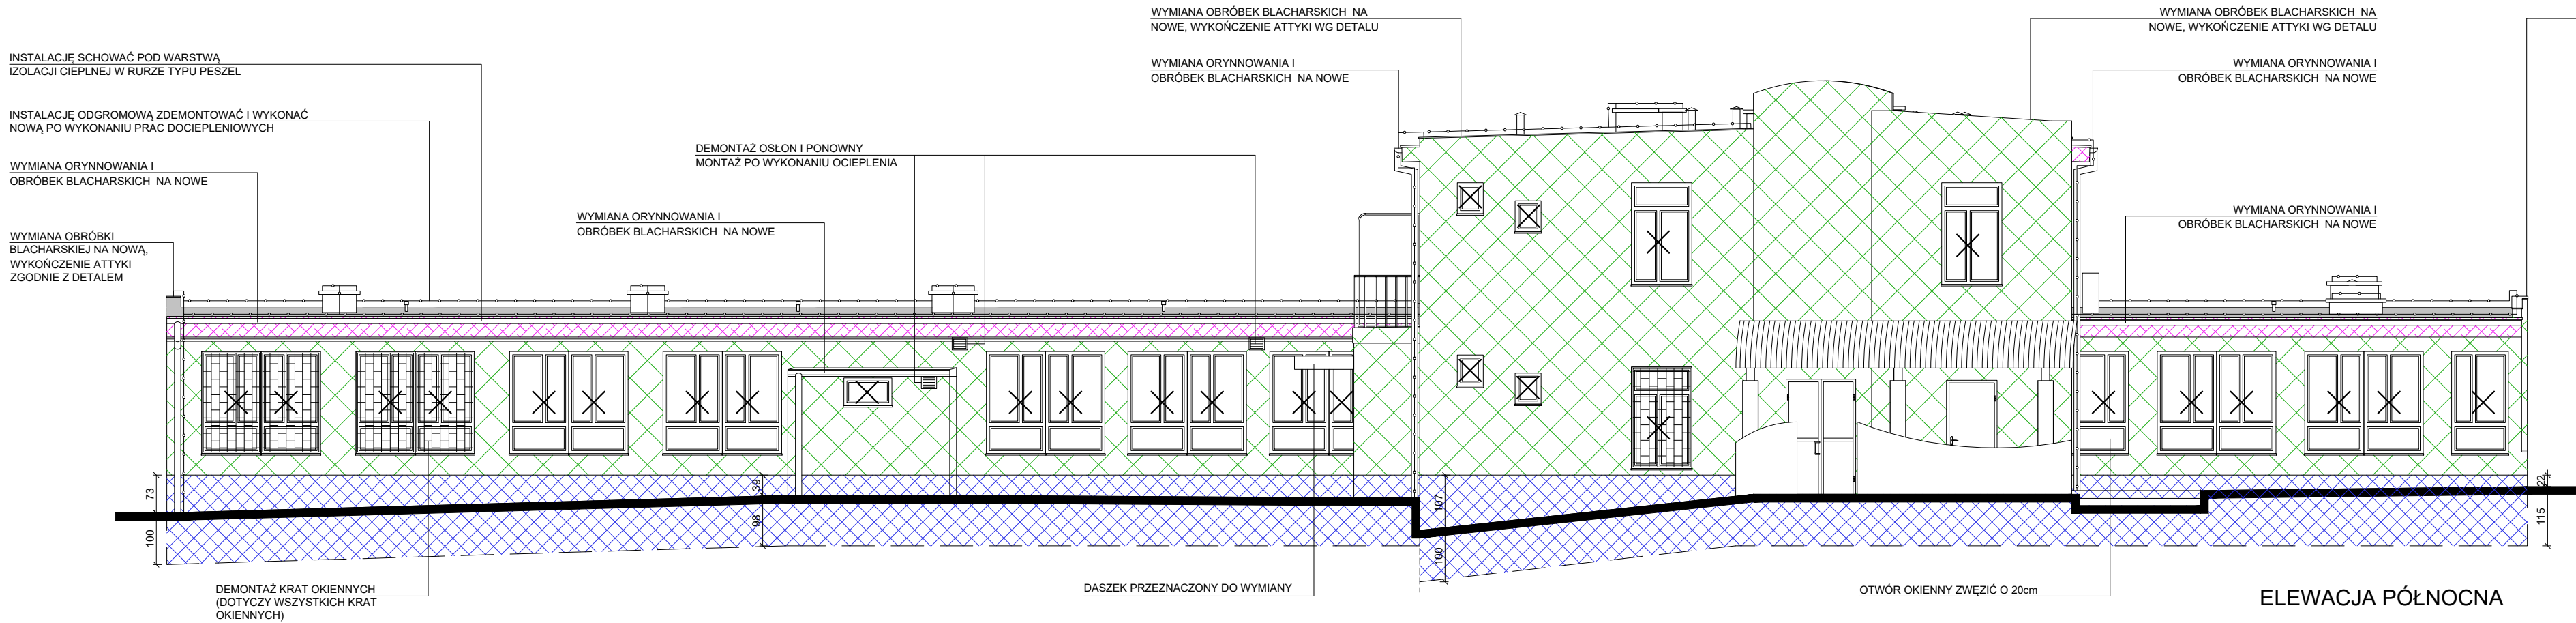 WYMIANA OBRÓBEK BLACHARSKICH NA
NOWE, WYKOŃCZENIE ATTYKI WG DETALU
WYMIANA OBRÓBEK BLACHARSKICH NA
NOWE, WYKOŃCZENIE ATTYKI WG DETALU
INSTALACJĘ SCHOWAĆ POD WARSTWĄ
IZOLACJI CIEPLNEJ W RURZE TYPU PESZEL
WYMIANA ORYNNOWANIA I
OBRÓBEK BLACHARSKICH NA NOWE
WYMIANA ORYNNOWANIA I
OBRÓBEK BLACHARSKICH NA NOWE
INSTALACJĘ ODGROMOWĄ ZDEMONTOWAĆ I WYKONAĆ
NOWĄ PO WYKONANIU PRAC DOCIEPLENIOWYCH
DEMONTAŻ OSŁON I PONOWNY
MONTAŻ PO WYKONANIU OCIEPLENIA
WYMIANA ORYNNOWANIA I
OBRÓBEK BLACHARSKICH NA NOWE
WYMIANA ORYNNOWANIA I
OBRÓBEK BLACHARSKICH NA NOWE
WYMIANA ORYNNOWANIA I
OBRÓBEK BLACHARSKICH NA NOWE
WYMIANA OBRÓBKI
BLACHARSKIEJ NA NOWĄ,
WYKOŃCZENIE ATTYKI
ZGODNIE Z DETALEM
73
100
39
98
107
100
22
115
DEMONTAŻ KRAT OKIENNYCH
(DOTYCZY WSZYSTKICH KRAT
OKIENNYCH)
DASZEK PRZEZNACZONY DO WYMIANY
OTWÓR OKIENNY ZWĘZIĆ O 20cm
ELEWACJA PÓŁNOCNA